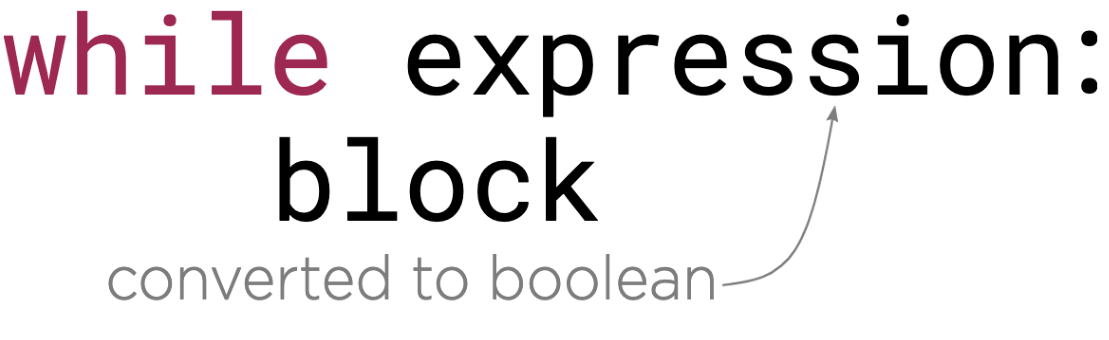 while expression:
block
converted to boolean